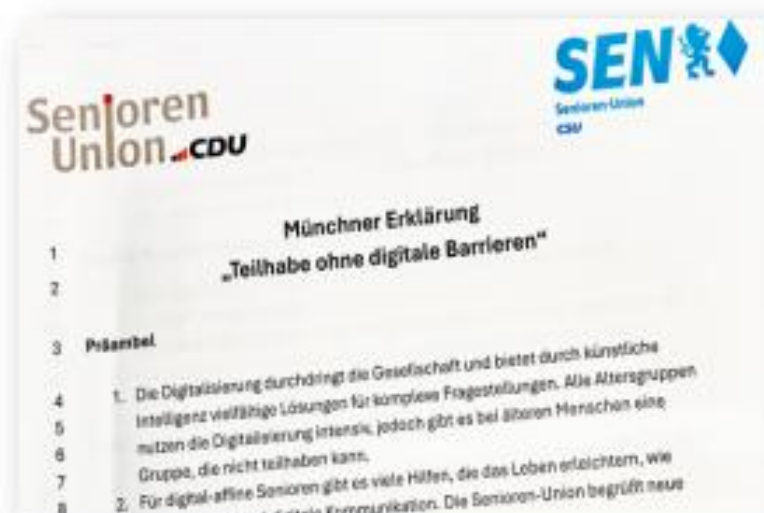 Senioren
Union CDU
SEN
Senioren-Union
CSU
1 Münchner Erklärung
2 „Teilhabe ohne digitale Barrieren“
3 Präambel
4 1. Die Digitalisierung durchdringt die Gesellschaft und bietet durch künstliche
5 Intelligenz vielfältige Lösungen für komplexe Fragestellungen. Alle Altersgruppen
6 nutzen die Digitalisierung intensiv, jedoch gibt es bei älteren Menschen eine
7 Gruppe, die nicht teilhaben kann.
8 2. Für digital-affine Senioren gibt es viele Hilfen, die das Leben erleichtern, wie
digitale Kommunikation. Die Senioren-Union begrüßt neue